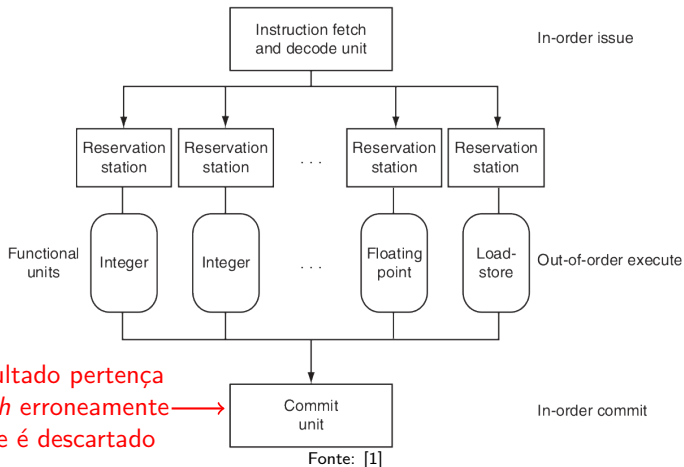 Instruction fetch
and decode unit
In-order issue
Reservation
station
Reservation
station
. . .
Reservation
station
Reservation
station
Functional
units
Integer
Integer
. . .
Floating
point
Load-
store
Out-of-order execute
pertença
erroneamente
e é descartado
Commit
unit
In-order commit
Fonte: [1]